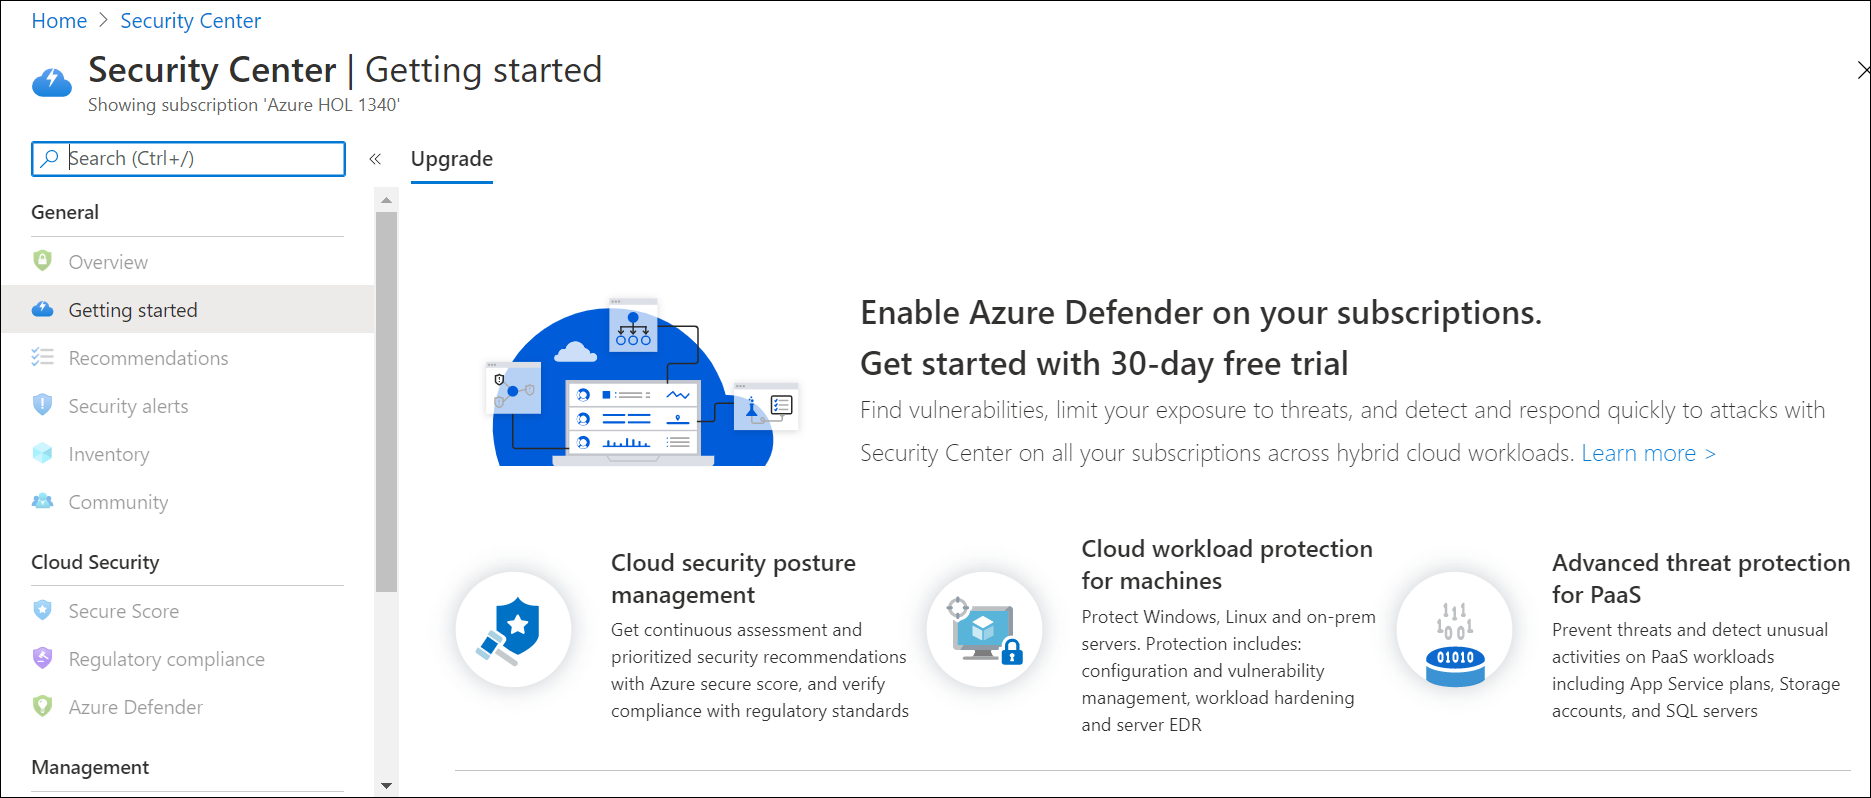 Home > Security Center
Security Center | Getting started
Showing subscription 'Azure HOL 1340'
Search (Ctrl+/)
«
Upgrade
General
Overview
Getting started
Recommendations
Security alerts
Inventory
Community
Cloud Security
Secure Score
Regulatory compliance
Azure Defender
Management
Enable Azure Defender on your subscriptions.
Get started with 30-day free trial
Find vulnerabilities, limit your exposure to threats, and detect and respond quickly to attacks with
Security Center on all your subscriptions across hybrid cloud workloads. Learn more >
Cloud security posture
management
Get continuous assessment and
prioritized security recommendations
with Azure secure score, and verify
compliance with regulatory standards
Cloud workload protection
for machines
Protect Windows, Linux and on-prem
servers. Protection includes:
configuration and vulnerability
management, workload hardening
and server EDR
111
1001
01010
Advanced threat protection
for PaaS
Prevent threats and detect unusual
activities on PaaS workloads
including App Service plans, Storage
accounts, and SQL servers